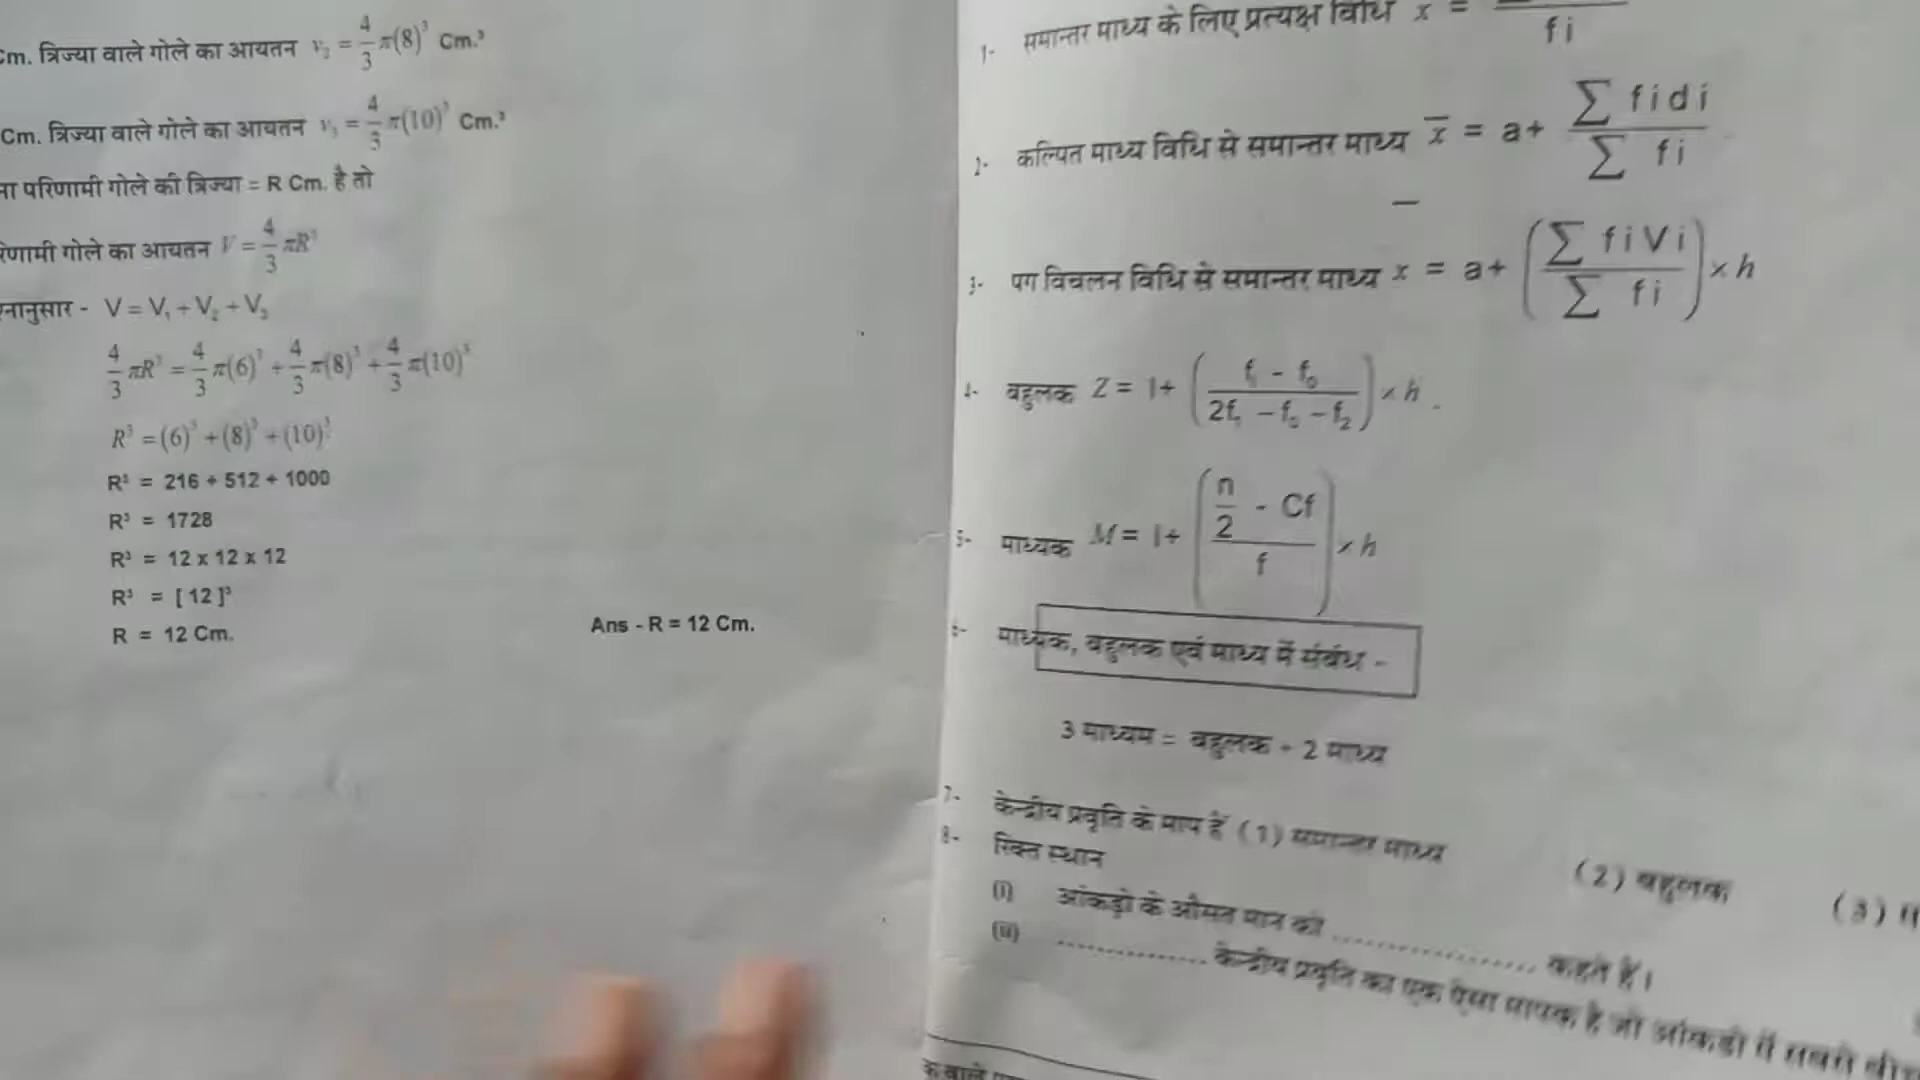 Cm. त्रिज्या वाले गोले का आयतन v₂ = 4/3 π(8)³ Cm.³
Cm. त्रिज्या वाले गोले का आयतन v₃ = 4/3 π(10)³ Cm.³
परिणामी गोले की त्रिज्या = R Cm. है तो
गोले का आयतन V = 4/3 πR³
V = V₁ + V₂ + V₃
4/3 πR³ = 4/3 π(6)³ + 4/3 π(8)³ + 4/3 π(10)³
R³ = (6)³ + (8)³ + (10)³
R³ = 216 + 512 + 1000
R³ = 1728
R³ = 12 x 12 x 12
R³ = [ 12 ]³
R = 12 Cm.
Ans - R = 12 Cm.
1- समान्तर माध्य के लिए प्रत्यक्ष विधि x = fi
2- कल्पित माध्य विधि से समान्तर माध्य x̄ = a+ ∑ fidi / ∑ fi
3- पग विचलन विधि से समान्तर माध्य x = a+ (∑ fiVi / ∑ fi) × h
4- बहुलक Z = l+ (f₁ - f₀ / 2f₁ - f₀ - f₂) × h
5- माध्यक M = l+ (n/2 - Cf / f) × h
6- माध्यक, बहुलक एवं माध्य में संबंध -
3 माध्यम = बहुलक + 2 माध्य
7- केन्द्रीय प्रवृति के माप हैं (1) समान्तर माध्य (2) बहुलक (3)
8- रिक्त स्थान
(i) आंकड़ो के औसत मान को .................... कहते हैं।
(ii) ............... केन्द्रीय प्रवृति का एक ऐसा मापक है जो आंकडो में सबसे